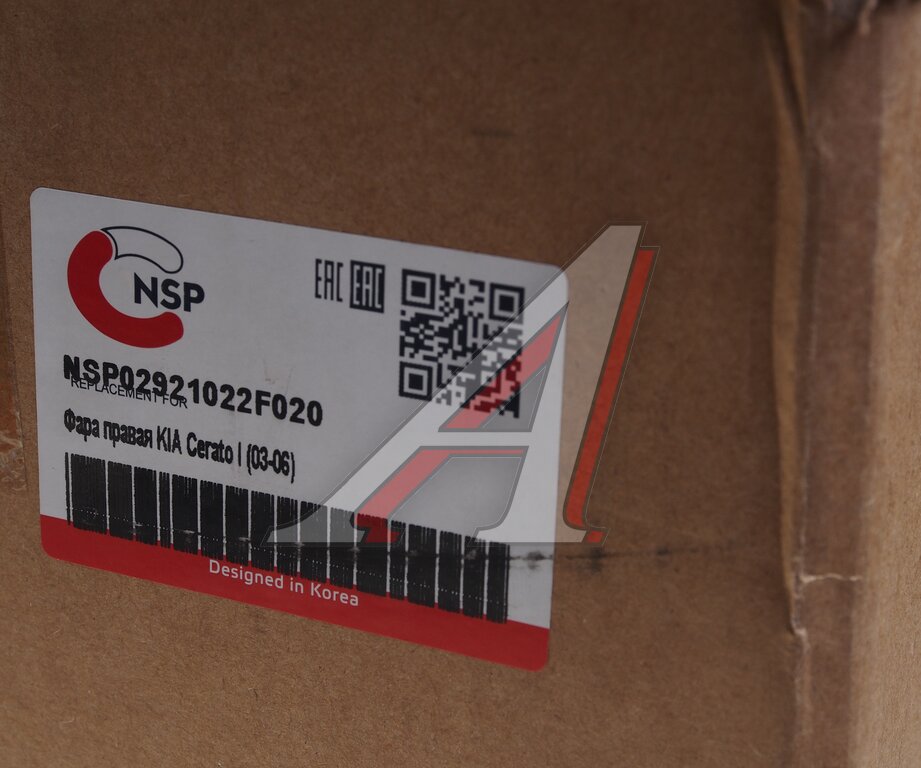 NSP
EAC EAC
NSP02921022F020
REPLACEMENT FOR
Фара правая KIA Cerato I (03-06)
Designed in Korea